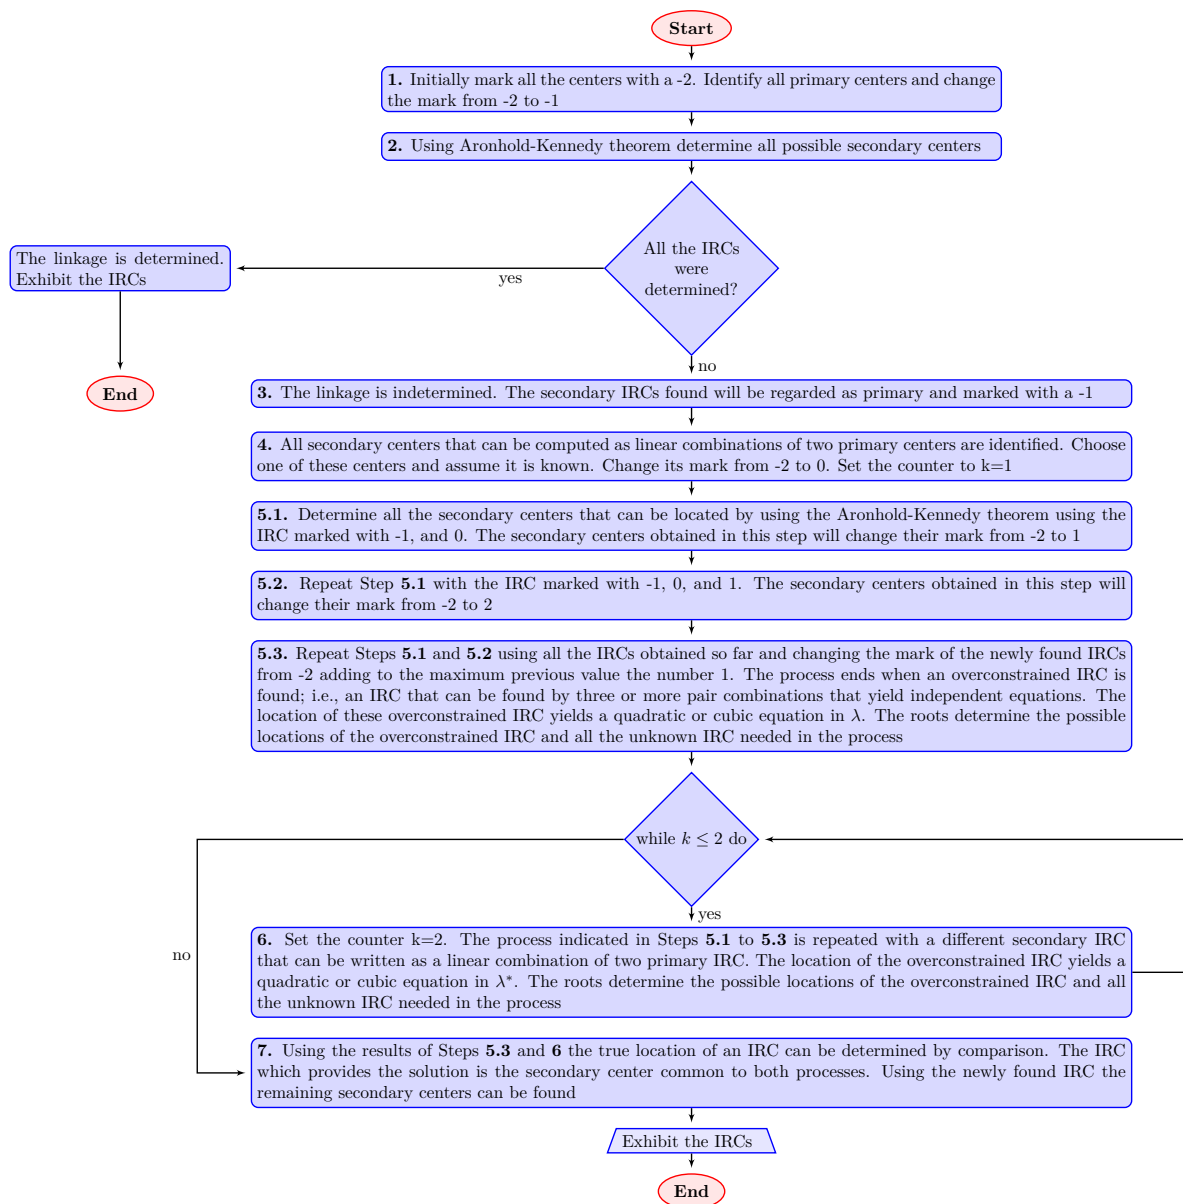 Start
1. Initially mark all the centers with a -2. Identify all primary centers and change
the mark from -2 to -1
2. Using Aronhold-Kennedy theorem determine all possible secondary centers
All the IRCs
were
determined?
yes
The linkage is determined.
Exhibit the IRCs
End
no
3. The linkage is indetermined. The secondary IRCs found will be regarded as primary and marked with a -1
4. All secondary centers that can be computed as linear combinations of two primary centers are identified. Choose
one of these centers and assume it is known. Change its mark from -2 to 0. Set the counter to k=1
5.1. Determine all the secondary centers that can be located by using the Aronhold-Kennedy theorem using the
IRC marked with -1, and 0. The secondary centers obtained in this step will change their mark from -2 to 1
5.2. Repeat Step 5.1 with the IRC marked with -1, 0, and 1. The secondary centers obtained in this step will
change their mark from -2 to 2
5.3. Repeat Steps 5.1 and 5.2 using all the IRCs obtained so far and changing the mark of the newly found IRCs
from -2 adding to the maximum previous value the number 1. The process ends when an overconstrained IRC is
found; i.e., an IRC that can be found by three or more pair combinations that yield independent equations. The
location of these overconstrained IRC yields a quadratic or cubic equation in λ. The roots determine the possible
locations of the overconstrained IRC and all the unknown IRC needed in the process
while k ≤ 2 do
yes
no
6. Set the counter k=2. The process indicated in Steps 5.1 to 5.3 is repeated with a different secondary IRC
that can be written as a linear combination of two primary IRC. The location of the overconstrained IRC yields a
quadratic or cubic equation in λ*. The roots determine the possible locations of the overconstrained IRC and all
the unknown IRC needed in the process
7. Using the results of Steps 5.3 and 6 the true location of an IRC can be determined by comparison. The IRC
which provides the solution is the secondary center common to both processes. Using the newly found IRC the
remaining secondary centers can be found
Exhibit the IRCs
End